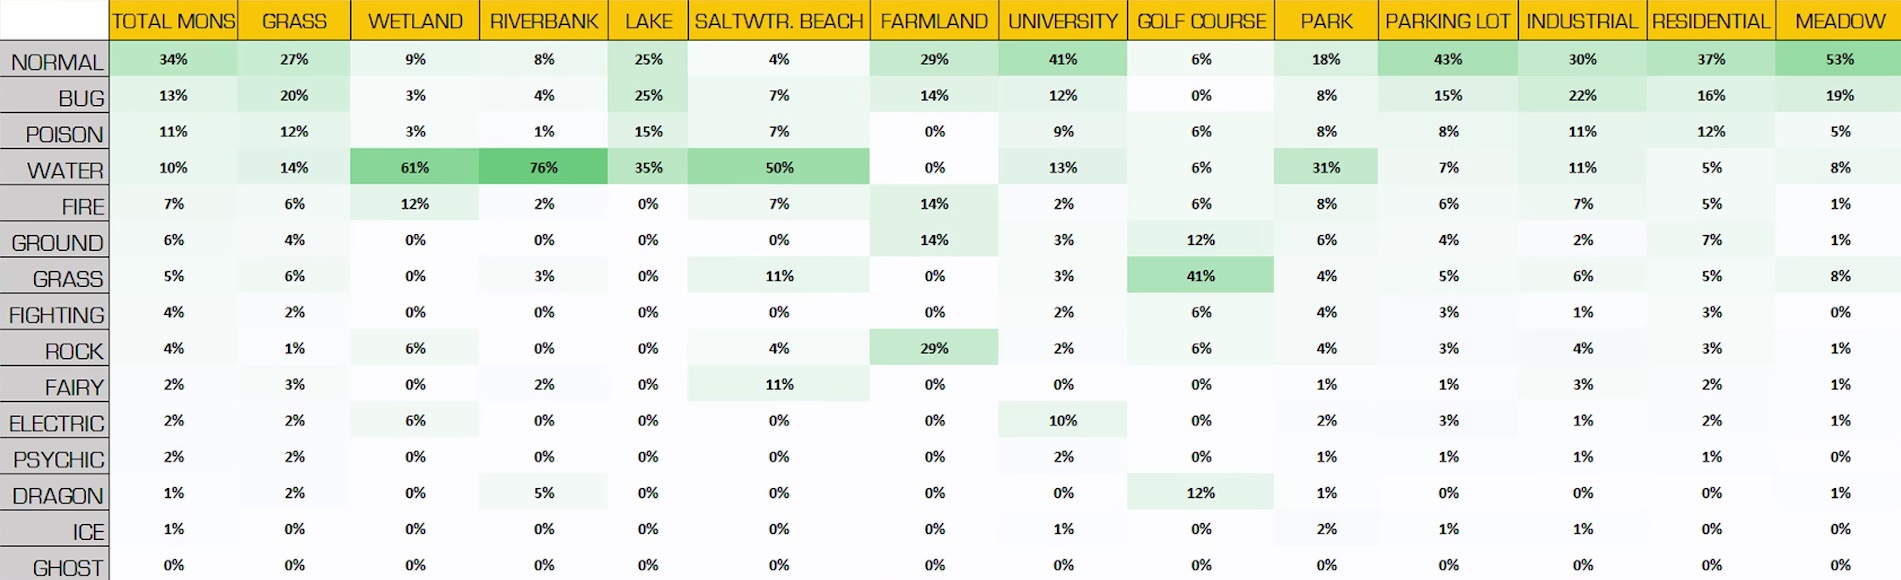 TOTAL MONS GRASS WETLAND RIVERBANK LAKE SALTWTR. BEACH FARMLAND UNIVERSITY GOLF COURSE PARK PARKING LOT INDUSTRIAL RESIDENTIAL MEADOW
NORMAL 34% 27% 9% 8% 25% 4% 29% 41% 6% 18% 43% 30% 37% 53%
BUG 13% 20% 3% 4% 25% 7% 14% 12% 0% 8% 15% 22% 16% 19%
POISON 11% 12% 3% 1% 15% 7% 0% 9% 6% 8% 8% 11% 12% 5%
WATER 10% 14% 61% 76% 35% 50% 0% 13% 6% 31% 7% 11% 5% 8%
FIRE 7% 6% 12% 2% 0% 7% 14% 2% 6% 8% 6% 7% 5% 1%
GROUND 6% 4% 0% 0% 0% 0% 14% 3% 12% 6% 4% 2% 7% 1%
GRASS 5% 6% 0% 3% 0% 11% 0% 3% 41% 4% 5% 6% 5% 8%
FIGHTING 4% 2% 0% 0% 0% 0% 0% 2% 6% 4% 3% 1% 3% 0%
ROCK 4% 1% 6% 0% 0% 4% 29% 2% 6% 4% 3% 4% 3% 1%
FAIRY 2% 3% 0% 2% 0% 11% 0% 0% 0% 1% 1% 3% 2% 1%
ELECTRIC 2% 2% 6% 0% 0% 0% 0% 10% 0% 2% 3% 1% 2% 1%
PSYCHIC 2% 2% 0% 0% 0% 0% 0% 2% 0% 1% 1% 1% 1% 0%
DRAGON 1% 2% 0% 5% 0% 0% 0% 0% 12% 1% 0% 0% 0% 1%
ICE 1% 0% 0% 0% 0% 0% 0% 1% 0% 2% 1% 1% 0% 0%
GHOST 0% 0% 0% 0% 0% 0% 0% 0% 0% 0% 0% 0% 0% 0%